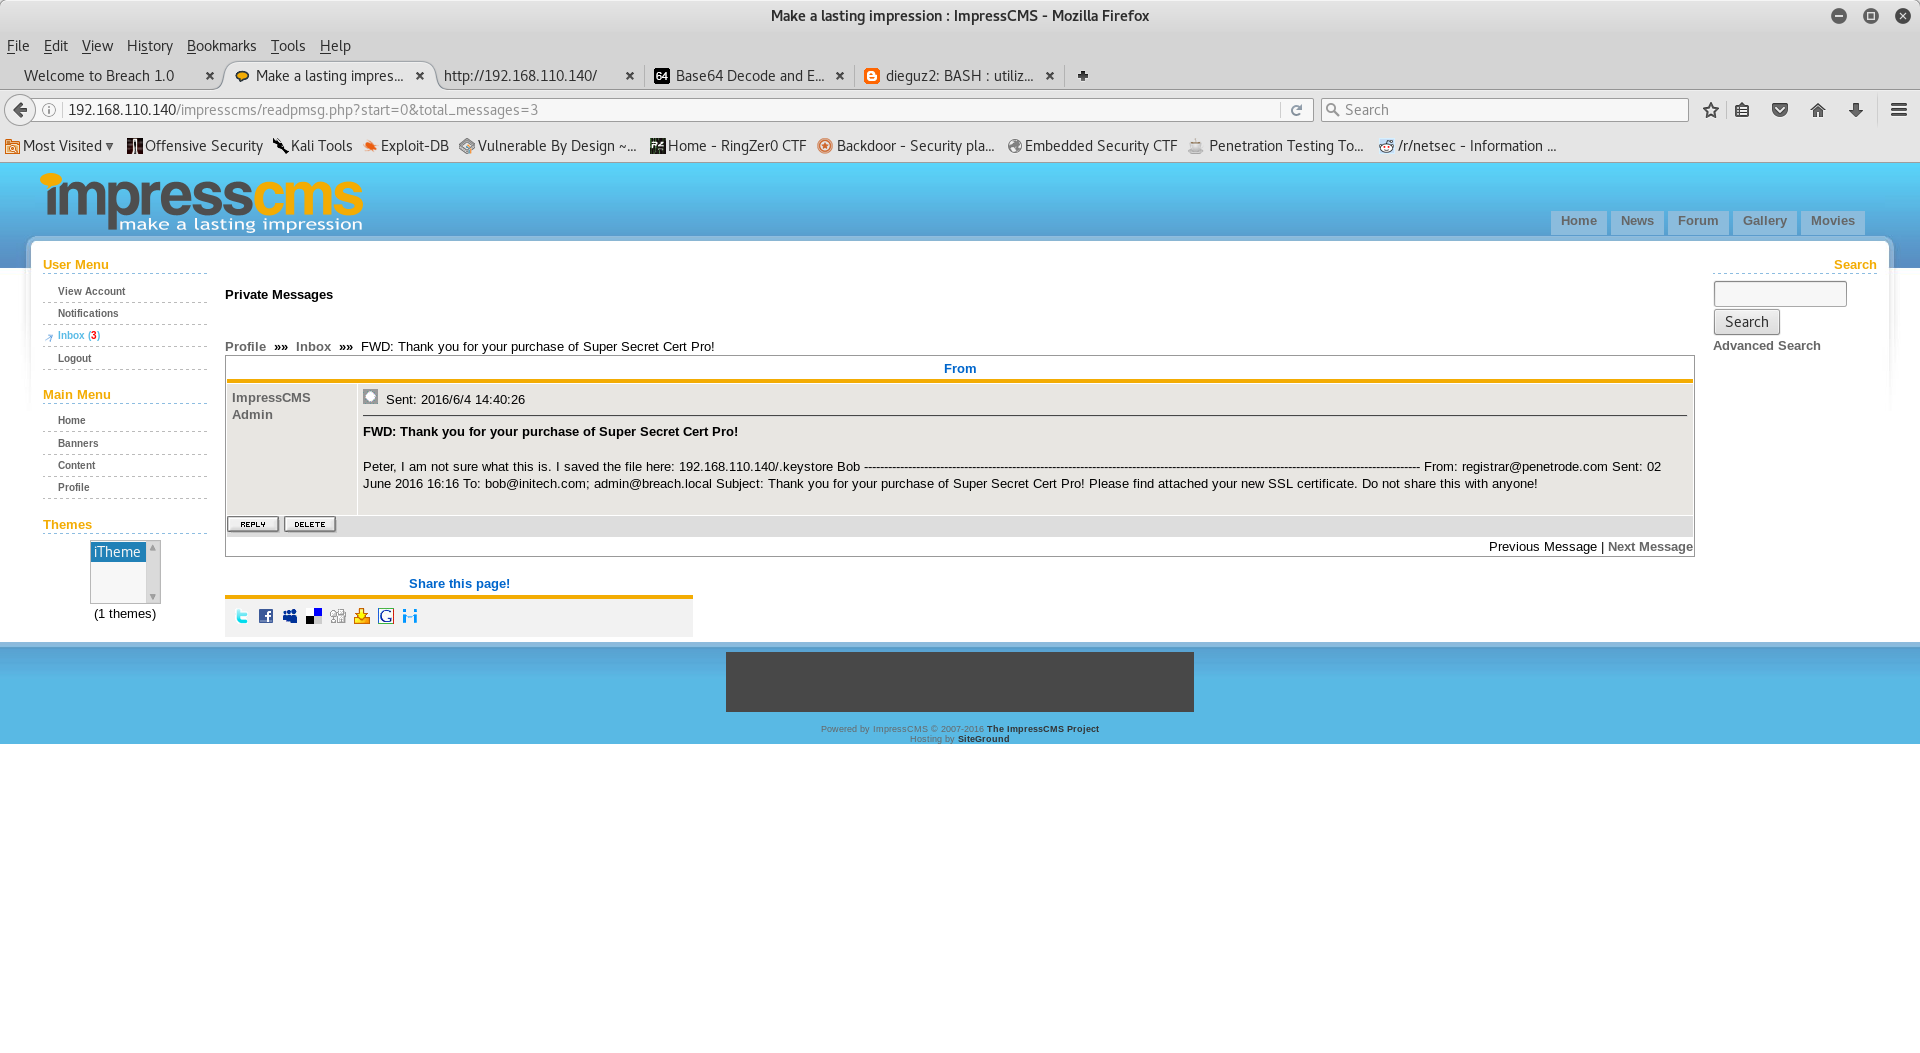 Make a lasting impression : ImpressCMS - Mozilla Firefox
File Edit View History Bookmarks Tools Help
Welcome to Breach 1.0 Make a lasting impres... http://192.168.110.140/ 64 Base64 Decode and E... dieguz2: BASH : utiliz...
192.168.110.140/impresscms/readpmsg.php?start=0&total_messages=3 Search
Most Visited Offensive Security Kali Tools Exploit-DB Vulnerable By Design ~... Home - RingZer0 CTF Backdoor - Security pla... Embedded Security CTF Penetration Testing To... /r/netsec - Information ...
impresscms
make a lasting impression
Home News Forum Gallery Movies
User Menu
View Account
Notifications
Inbox (3)
Logout
Main Menu
Home
Banners
Content
Profile
Themes
iTheme
(1 themes)
Private Messages
Profile »» Inbox »» FWD: Thank you for your purchase of Super Secret Cert Pro!
From
ImpressCMS
Admin
Sent: 2016/6/4 14:40:26
FWD: Thank you for your purchase of Super Secret Cert Pro!
Peter, I am not sure what this is. I saved the file here: 192.168.110.140/.keystore Bob ----------------------------------------------------------------------------------------------------------------------------------------------- From: registrar@penetrode.com Sent: 02
June 2016 16:16 To: bob@initech.com; admin@breach.local Subject: Thank you for your purchase of Super Secret Cert Pro! Please find attached your new SSL certificate. Do not share this with anyone!
REPLY DELETE
Previous Message | Next Message
Share this page!
Search
Search
Advanced Search
Powered by ImpressCMS © 2007-2016 The ImpressCMS Project
Hosting by SiteGround